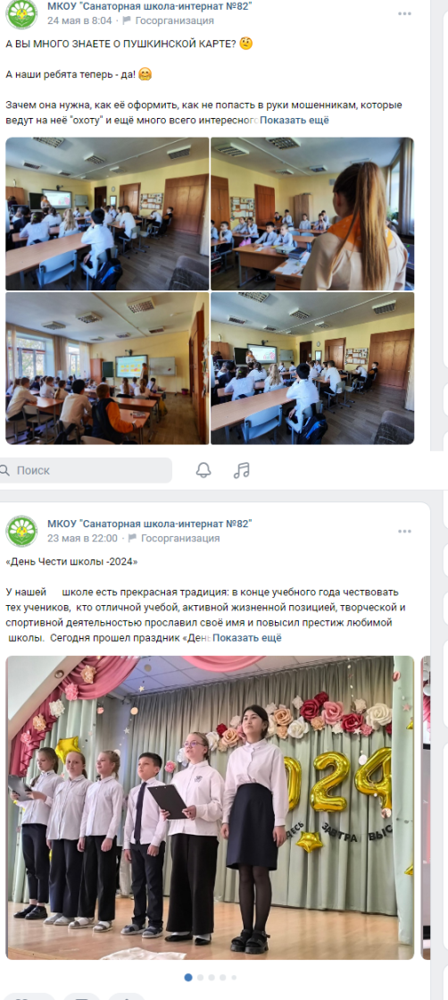 МКОУ "Санаторная школа-интернат №82"
24 мая в 8:04 · Госорганизация
А ВЫ МНОГО ЗНАЕТЕ О ПУШКИНСКОЙ КАРТЕ? 🤔
А наши ребята теперь - да! 🤗
Зачем она нужна, как её оформить, как не попасть в руки мошенникам, которые
ведут на неё "охоту" и ещё много всего интересног Показать ещё
Поиск
МКОУ "Санаторная школа-интернат №82"
23 мая в 22:00 · Госорганизация
«День Чести школы -2024»
У нашей школе есть прекрасная традиция: в конце учебного года чествовать
тех учеников, кто отличной учебой, активной жизненной позицией, творческой и
спортивной деятельностью прославил своё имя и повысил престиж любимой
школы. Сегодня прошел праздник «Ден Показать ещё
024
ЗАВТРА